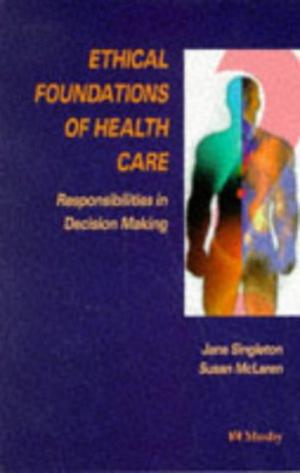 ETHICAL
FOUNDATIONS
OF HEALTH
CARE
Responsibilities in
Decision Making
Jane Singleton
Susan McLaren
Mosby